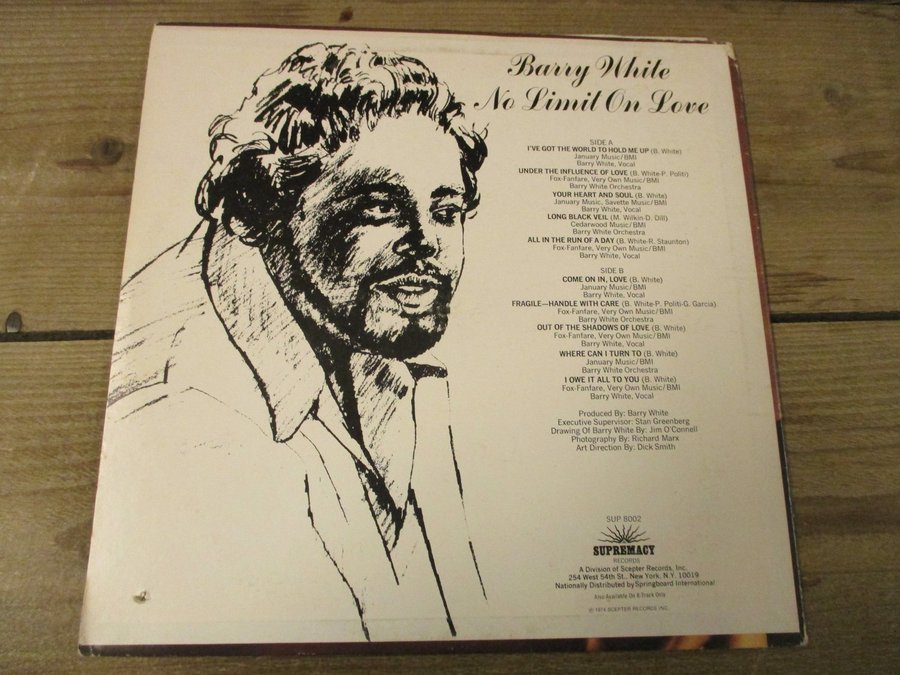 Barry White
No Limit On Love
SIDE A
I'VE GOT THE WORLD TO HOLD ME UP (B. White)
January Music/BMI
Barry White, Vocal
UNDER THE INFLUENCE OF LOVE (B. White-P. Politi)
Fox-Fanfare, Very Own Music/BMI
Barry White Orchestra
YOUR HEART AND SOUL (B. White)
January Music, Savette Music/BMI
Barry White, Vocal
LONG BLACK VEIL (M. Wilkin-D. Dill)
Cedarwood Music/BMI
Barry White Orchestra
ALL IN THE RUN OF A DAY (B. White-R. Staunton)
Fox-Fanfare, Very Own Music/BMI
Barry White, Vocal
SIDE B
COME ON IN, LOVE (B. White)
January Music/BMI
Barry White, Vocal
FRAGILE—HANDLE WITH CARE (B. White-P. Politi-G. Garcia)
Fox-Fanfare, Very Own Music/BMI
Barry White Orchestra
OUT OF THE SHADOWS OF LOVE (B. White)
Fox-Fanfare, Very Own Music/BMI
Barry White, Vocal
WHERE CAN I TURN TO (B. White)
January Music/BMI
Barry White Orchestra
I OWE IT ALL TO YOU (B. White)
Fox-Fanfare, Very Own Music/BMI
Barry White, Vocal
Produced By: Barry White
Executive Supervisor: Stan Greenberg
Drawing Of Barry White By: Jim O'Connell
Photography By: Richard Marx
Art Direction By: Dick Smith
SUP 8002
SUPREMACY
RECORDS
A Division of Scepter Records, Inc.
254 West 54th St., New York, N.Y. 10019
Nationally Distributed by Springboard International
Also Available On 8-Track Only
© 1974 SCEPTER RECORDS INC.